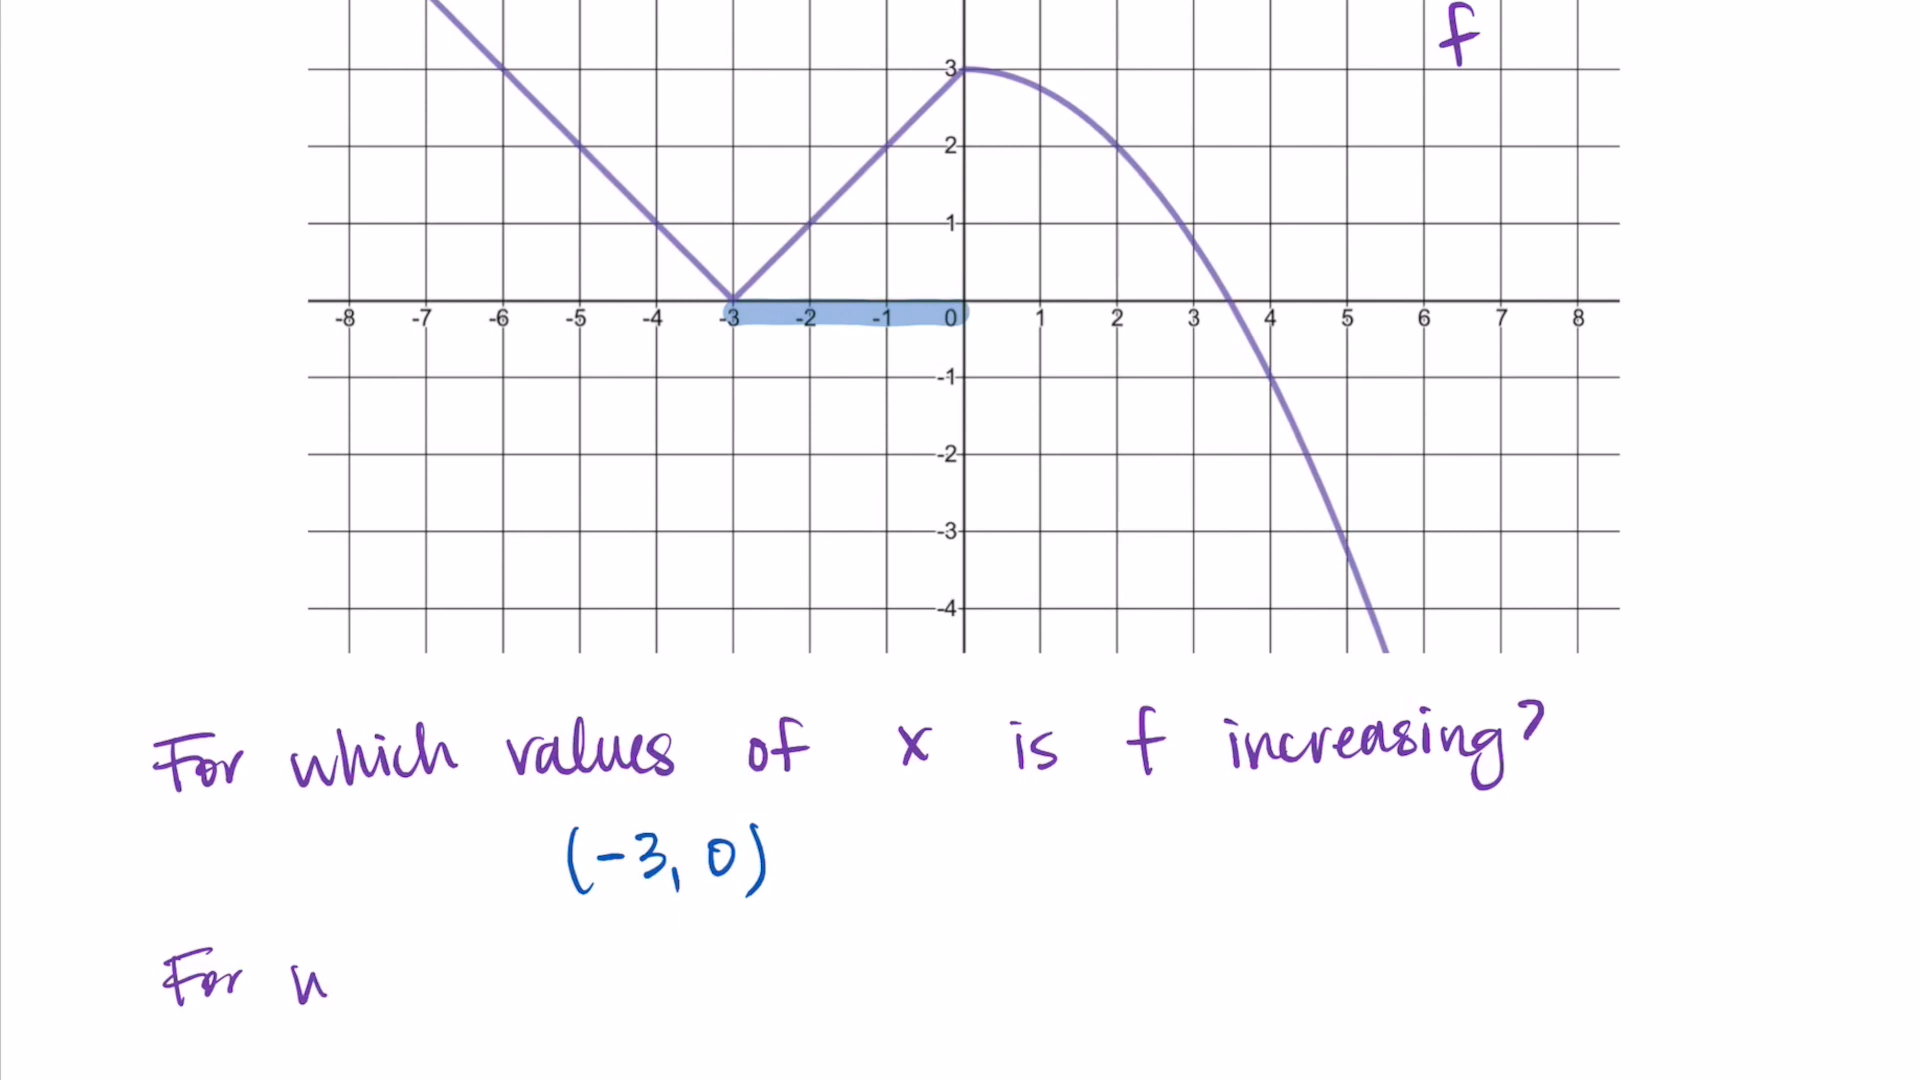 f
3
2
1
-8 -7 -6 -5 -4 -3 -2 -1 0 1 2 3 4 5 6 7 8
-1
-2
-3
-4
For which values of x is f increasing?
(-3, 0)
For